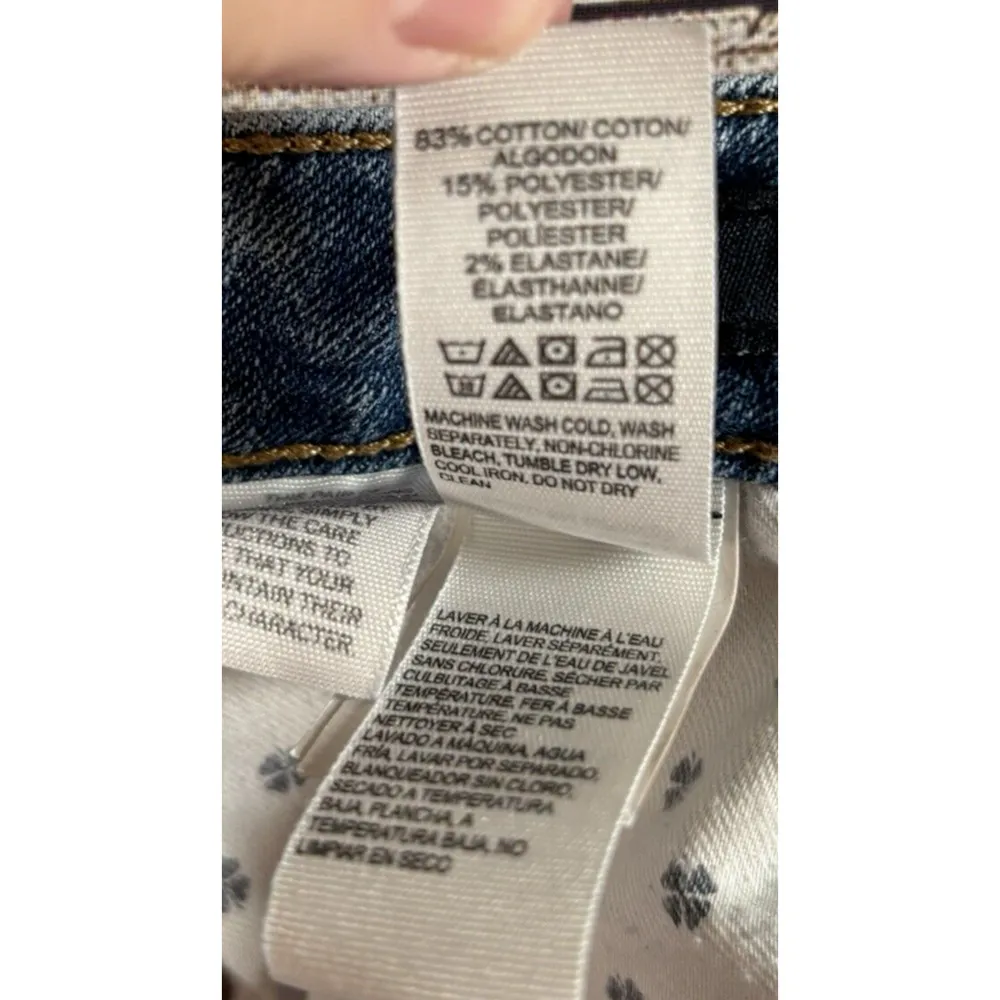 83% COTTON/ COTON/
ALGODON
15% POLYESTER/
POLYESTER/
POLÍESTER
2% ELASTANE/
ÉLASTHANNE/
ELASTANO
MACHINE WASH COLD, WASH
SEPARATELY, NON-CHLORINE
BLEACH, TUMBLE DRY LOW,
COOL IRON, DO NOT DRY
CLEAN
THIS PAIR
SIMPLY
THE CARE
TO
THAT YOUR
THEIR
CHARACTER.
LAVER À LA MACHINE À L'EAU
FROIDE, LAVER SÉPARÉMENT,
SEULEMENT DE L'EAU DE JAVEL
SANS CHLORURE, SÉCHER PAR
CULBUTAGE À BASSE
TEMPÉRATURE, FER À BASSE
TEMPÉRATURE, NE PAS
NETTOYER À SEC
LAVADO A MÁQUINA, AGUA
FRÍA, LAVAR POR SEPARADO,
BLANQUEADOR SIN CLORO,
SECADO A TEMPERATURA
BAJA, PLANCHA, A
TEMPERATURA BAJA, NO
LIMPIAR EN SECO